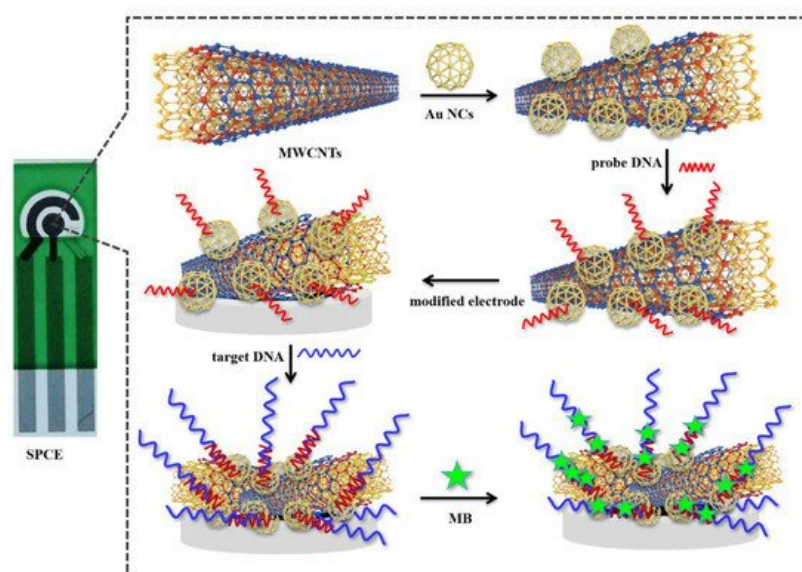 Au NCs
MWCNTs
probe DNA
modified electrode
target DNA
SPCE
MB